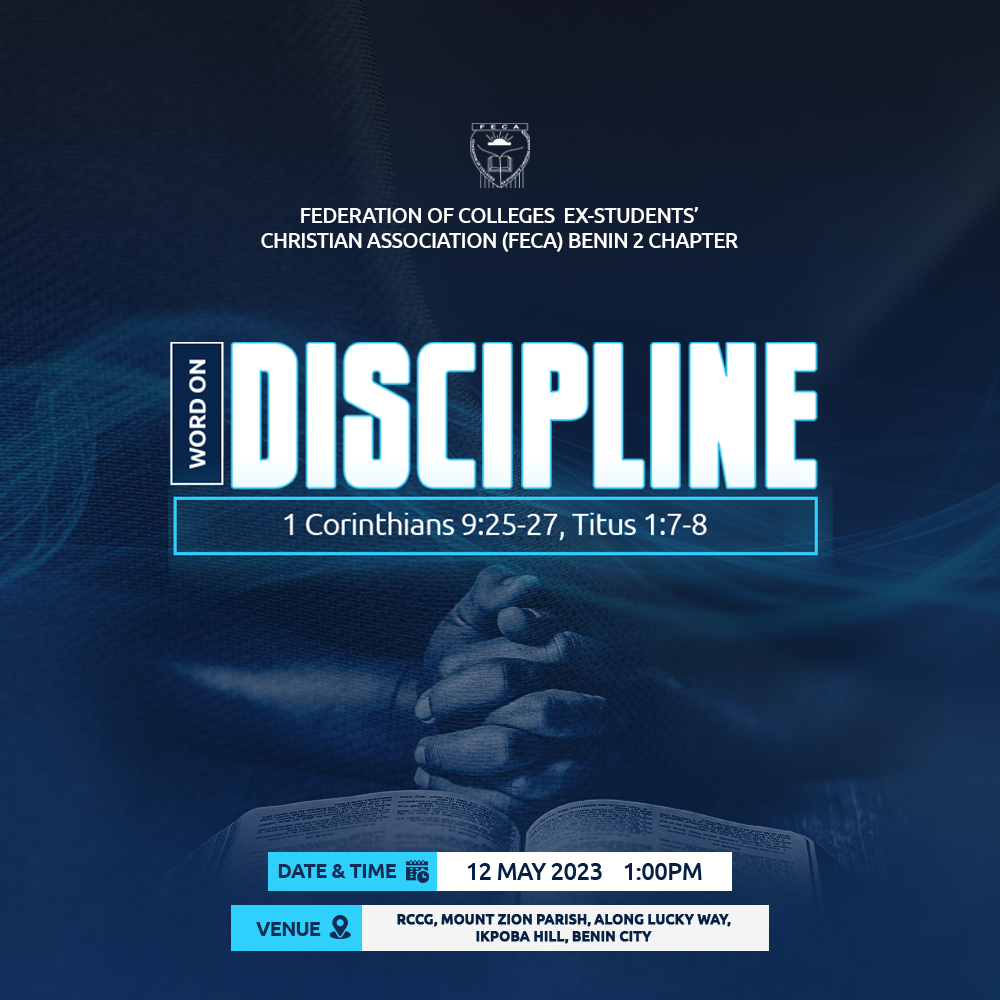 FECA
FEDERATION OF COLLEGES EX-STUDENTS'
CHRISTIAN ASSOCIATION (FECA) BENIN 2 CHAPTER
WORD ON
DISCIPLINE
1 Corinthians 9:25-27, Titus 1:7-8
DATE & TIME
12 MAY 2023 1:00PM
VENUE
RCCG, MOUNT ZION PARISH, ALONG LUCKY WAY,
IKPOBA HILL, BENIN CITY